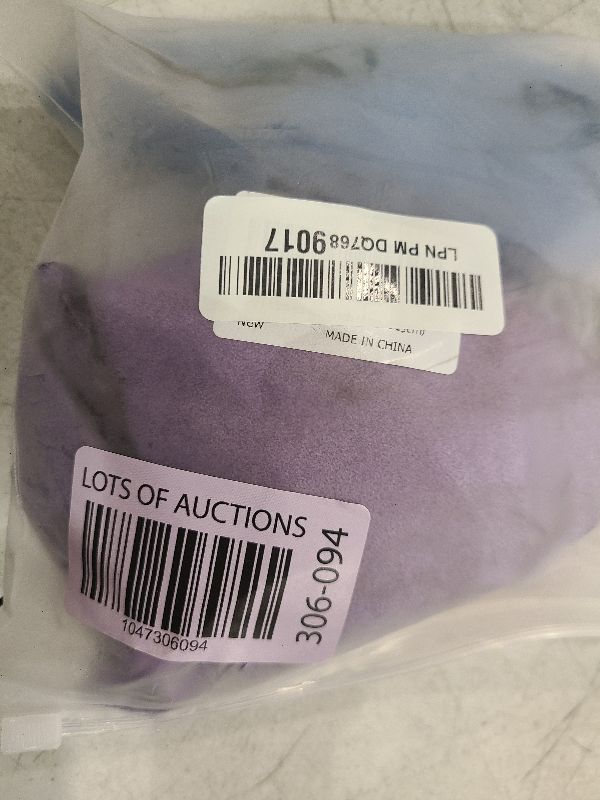 LPN PM DQ7689017
New
MADE IN CHINA
LOTS OF AUCTIONS
306-094
1047306094